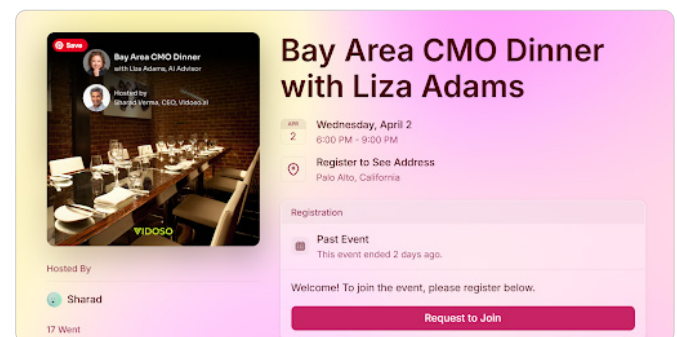 Save
Bay Area CMO Dinner
with Liza Adams, AI Advisor
Hosted by
Sharad Verma, CEO, Vidoso.ai
VIDOSO
Hosted By
Sharad
17 Went
Bay Area CMO Dinner
with Liza Adams
APR
2
Wednesday, April 2
6:00 PM - 9:00 PM
Register to See Address
Palo Alto, California
Registration
Past Event
This event ended 2 days ago.
Welcome! To join the event, please register below.
Request to Join